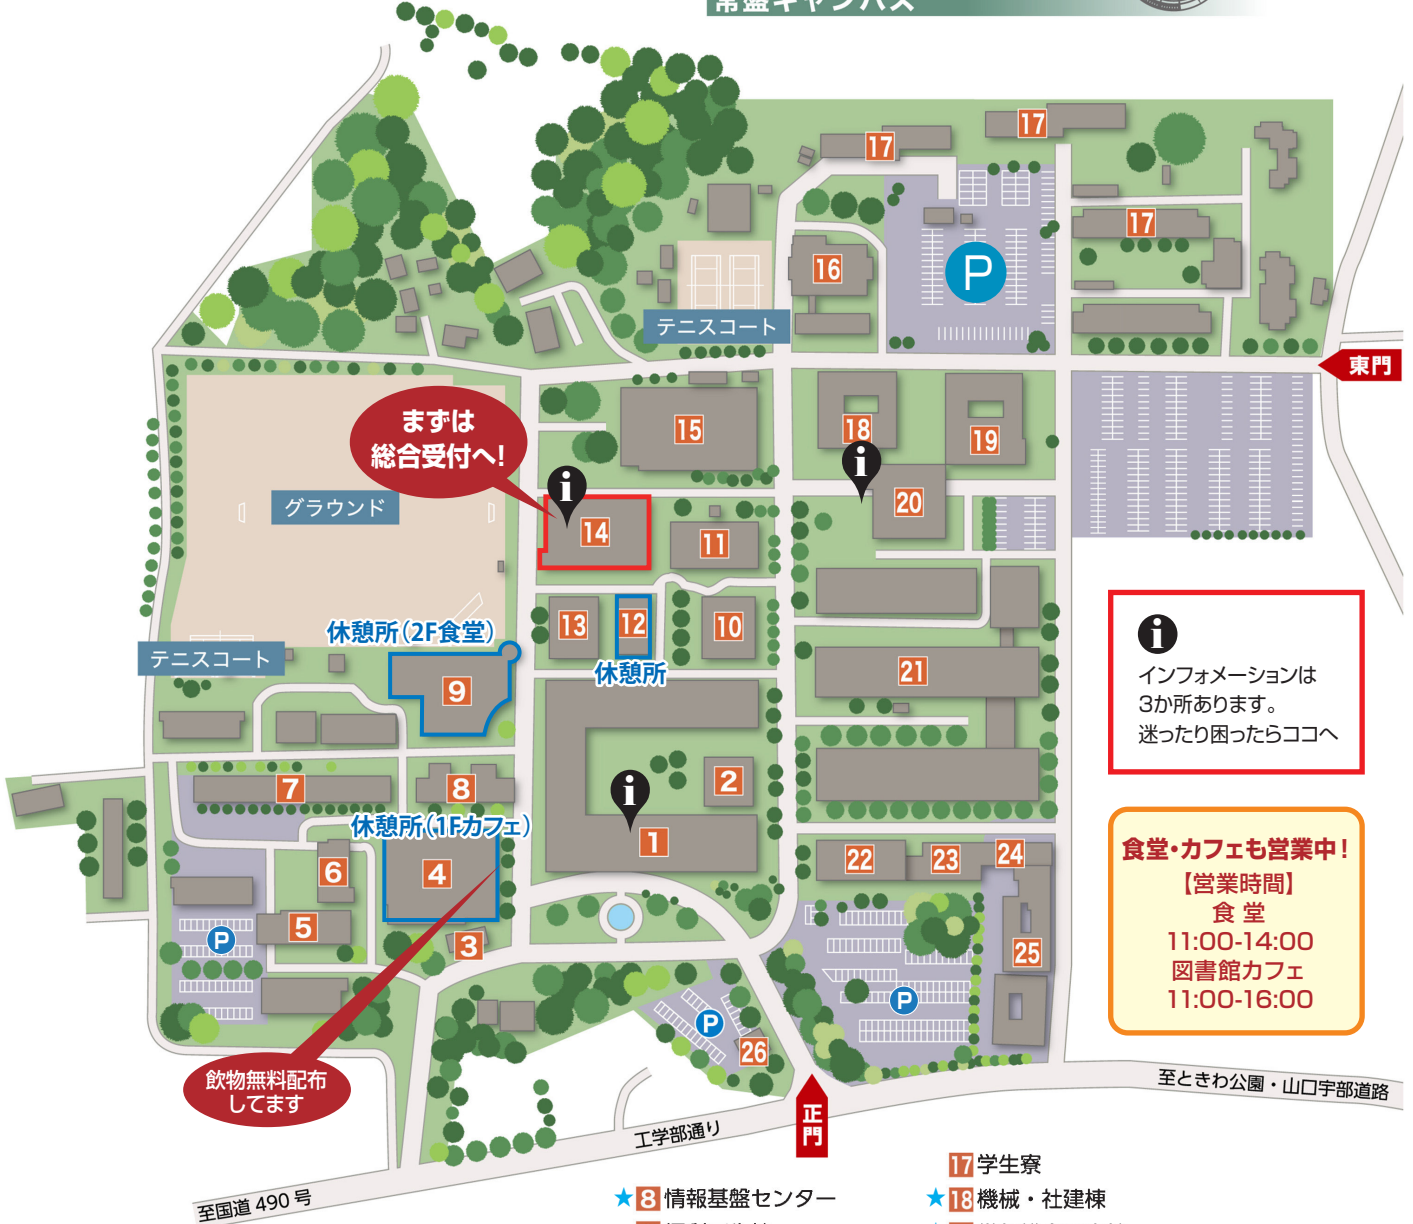 常盤キャンパス
17
17
17
16
P
テニスコート
東門
まずは
総合受付へ!
15
18
19
i
i
20
グラウンド
14
11
i
インフォメーションは
3か所あります。
迷ったり困ったらココへ
休憩所(2F食堂)
13
12
10
休憩所
テニスコート
9
21
7
8
2
i
1
休憩所(1Fカフェ)
6
4
22
23
24
食堂・カフェも営業中!
【営業時間】
食 堂
11:00-14:00
図書館カフェ
11:00-16:00
5
P
3
25
P
P
26
飲物無料配布
してます
正門
工学部通り
至ときわ公園・山口宇部道路
至国道 490 号
17 学生寮
★ 8 情報基盤センター
★ 18 機械・社建棟